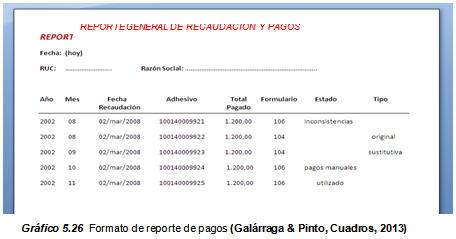 REPORTE GENERAL DE RECAUDACION Y PAGOS
REPORT
Fecha: (hoy)
RUC: ........................ Razón Social: ....................................................................
Año Mes Fecha Recaudación Adhesivo Total Pagado Formulario Estado Tipo
2002 08 02/mar/2008 100140009921 1.200,00 106 inconsistencias
2002 08 02/mar/2008 100140009922 1.200,00 104 original
2002 09 02/mar/2008 100140009923 1.200,00 104 sustitutiva
2002 10 02/mar/2008 100140009924 1.200,00 106 pagos manuales
2002 11 02/mar/2008 100140009925 1.200,00 106 utilizado
Gráfico 5.26 Formato de reporte de pagos (Galárraga & Pinto, Cuadros, 2013)